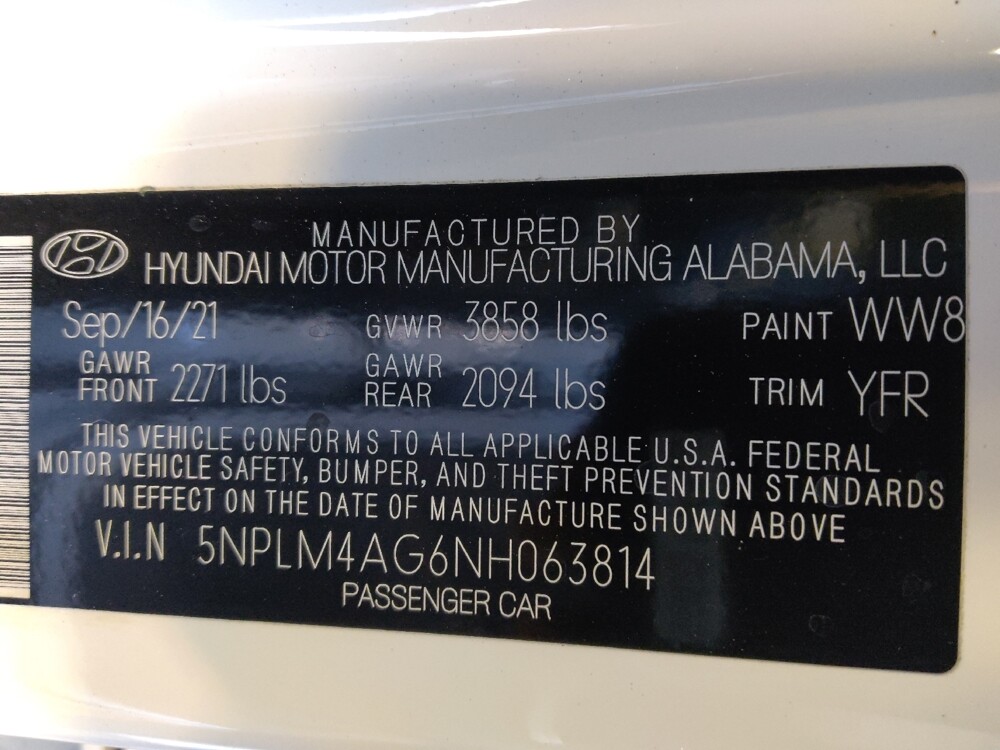 MANUFACTURED BY
HYUNDAI MOTOR MANUFACTURING ALABAMA, LLC
Sep/16/21 GVWR 3858 lbs PAINT WW8
GAWR FRONT 2271 lbs GAWR REAR 2094 lbs TRIM YFR
THIS VEHICLE CONFORMS TO ALL APPLICABLE U.S.A. FEDERAL
MOTOR VEHICLE SAFETY, BUMPER, AND THEFT PREVENTION STANDARDS
IN EFFECT ON THE DATE OF MANUFACTURE SHOWN ABOVE
V.I.N 5NPLM4AG6NH063814
PASSENGER CAR